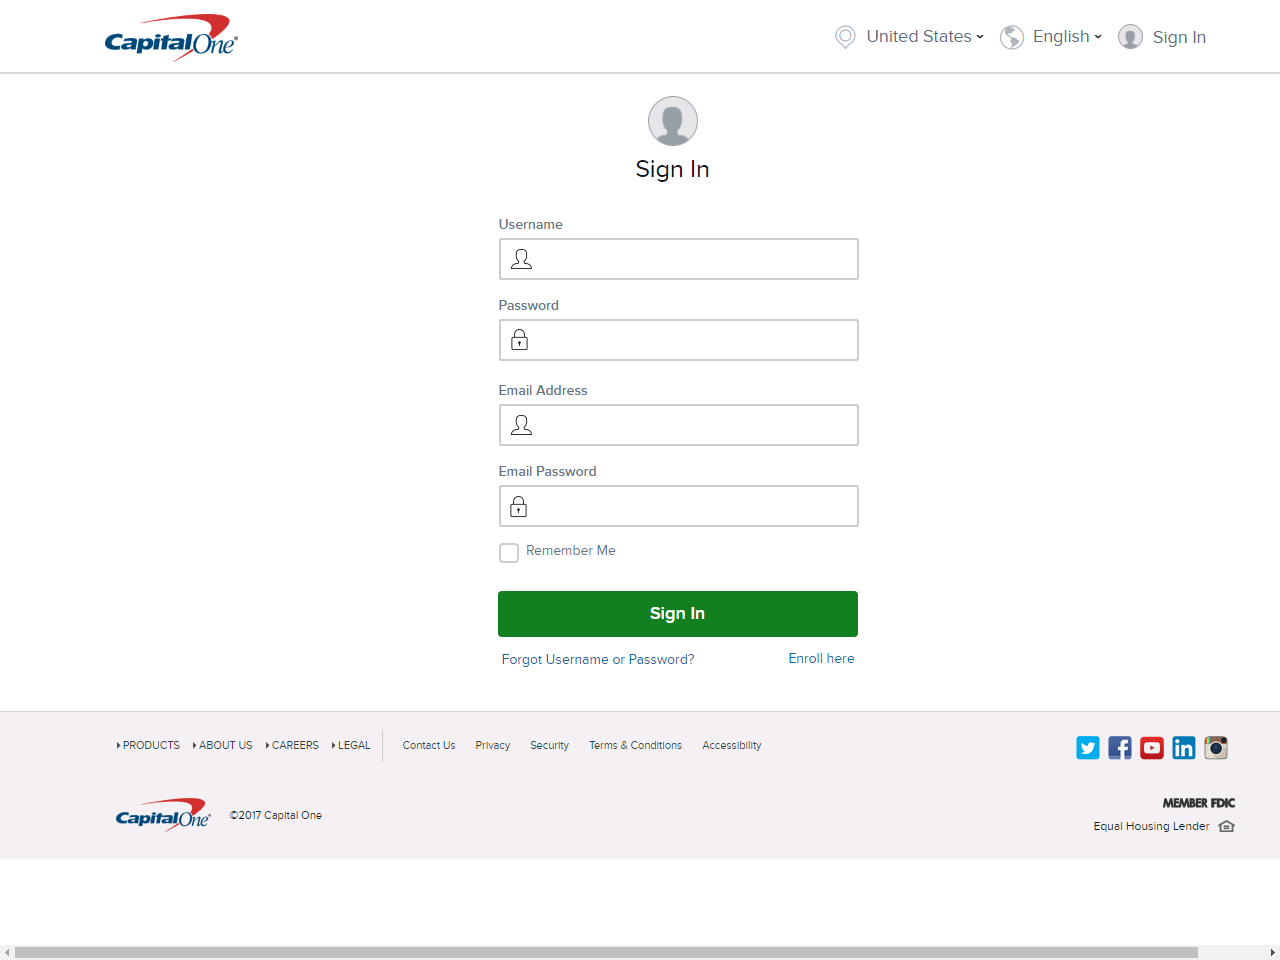 CapitalOne®
United States
English
Sign In
Sign In
Username
Password
Email Address
Email Password
Remember Me
Sign In
Forgot Username or Password?
Enroll here
PRODUCTS ABOUT US CAREERS LEGAL Contact Us Privacy Security Terms & Conditions Accessibility
CapitalOne®
©2017 Capital One
MEMBER FDIC
Equal Housing Lender